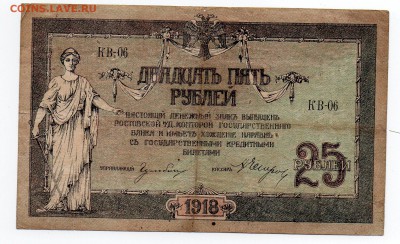 COINS.LAVE.RU
КВ-06
ДВАДЦАТЬ ПЯТЬ
РУБЛЕЙ
КВ-06
НАСТОЯЩІЙ ДЕНЕЖНЫЙ ЗНАКЪ ВЫПУЩЕНЪ
РОСТОВСКОЙ Н/Д. КОНТОРОЙ ГОСУДАРСТВЕННАГО
БАНКА И ИМѢЕТЪ ХОЖДЕНІЕ НАРАВНѢ
СЪ ГОСУДАРСТВЕННЫМИ КРЕДИТНЫМИ
БИЛЕТАМИ
УПРАВЛЯЮЩІЙ
КАССИРЪ
25
РУБЛЕЙ
1918